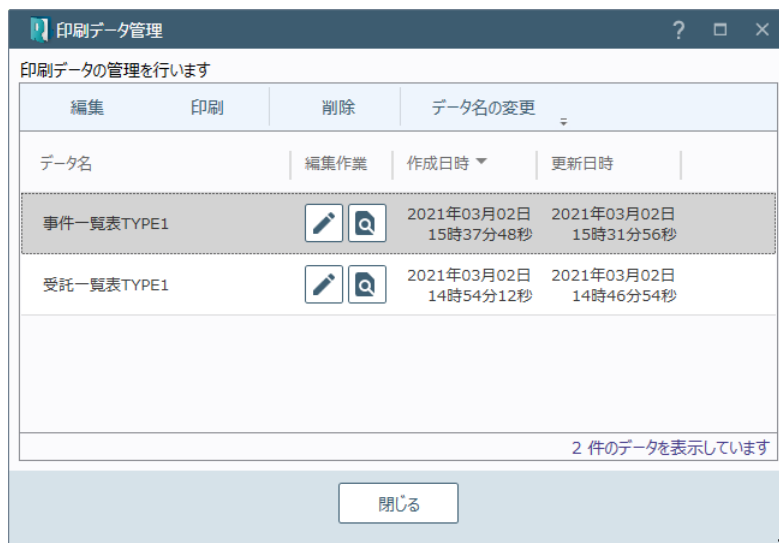 印刷データ管理
印刷データの管理を行います
編集 印刷 削除 データ名の変更
データ名 編集作業 作成日時 更新日時
事件一覧表TYPE1 2021年03月02日 15時37分48秒 2021年03月02日 15時31分56秒
受託一覧表TYPE1 2021年03月02日 14時54分12秒 2021年03月02日 14時46分54秒
2 件のデータを表示しています
閉じる